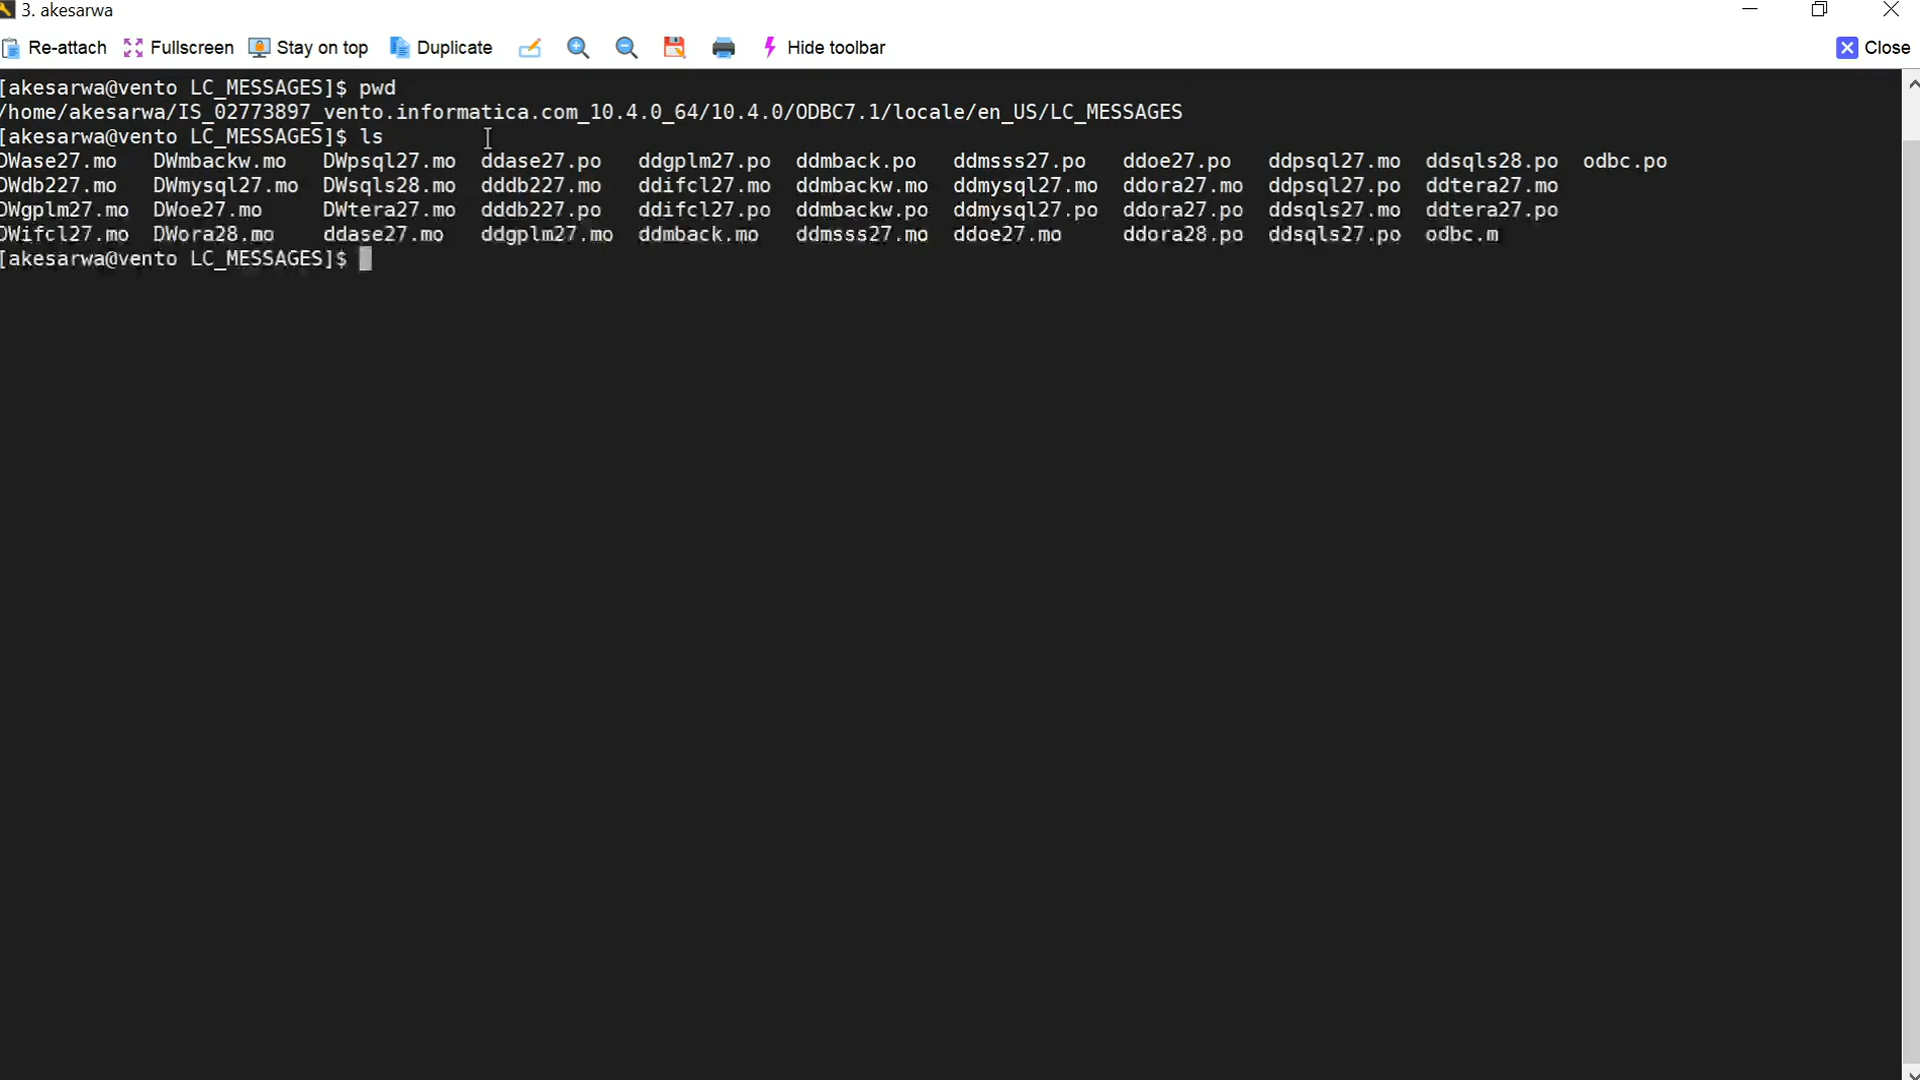 3. akesarwa
Re-attach Fullscreen Stay on top Duplicate Hide toolbar Close
[akesarwa@vento LC_MESSAGES]$ pwd
/home/akesarwa/IS_02773897_vento.informatica.com_10.4.0_64/10.4.0/ODBC7.1/locale/en_US/LC_MESSAGES
[akesarwa@vento LC_MESSAGES]$ ls
DWase27.mo DWmbackw.mo DWpsql27.mo ddase27.po ddgplm27.po ddmback.po ddmsss27.po ddoe27.po ddpsql27.mo ddsqls28.po odbc.po
DWdb227.mo DWmysql27.mo DWsqls28.mo dddb227.mo ddifcl27.mo ddmbackw.mo ddmysql27.mo ddora27.mo ddpsql27.po ddtera27.mo
DWgplm27.mo DWoe27.mo DWtera27.mo dddb227.po ddifcl27.po ddmbackw.po ddmysql27.po ddora27.po ddsqls27.mo ddtera27.po
DWifcl27.mo DWora28.mo ddase27.mo ddgplm27.mo ddmback.mo ddmsss27.mo ddoe27.mo ddora28.po ddsqls27.po odbc.m
[akesarwa@vento LC_MESSAGES]$